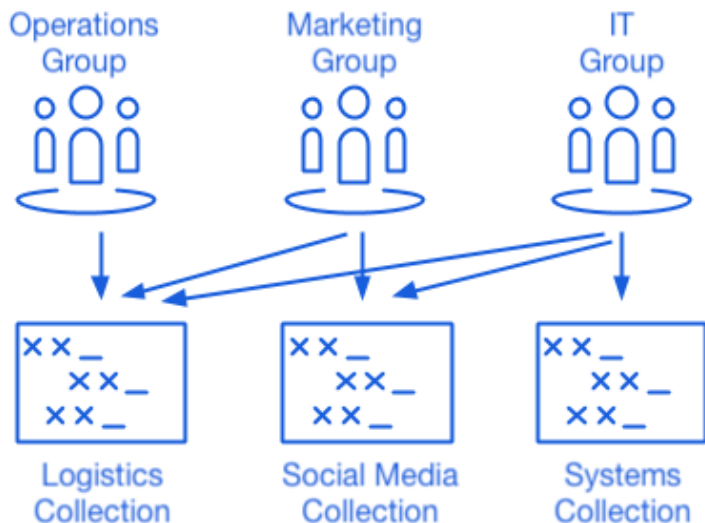 Operations
Group
Marketing
Group
IT
Group
Logistics
Collection
Social Media
Collection
Systems
Collection